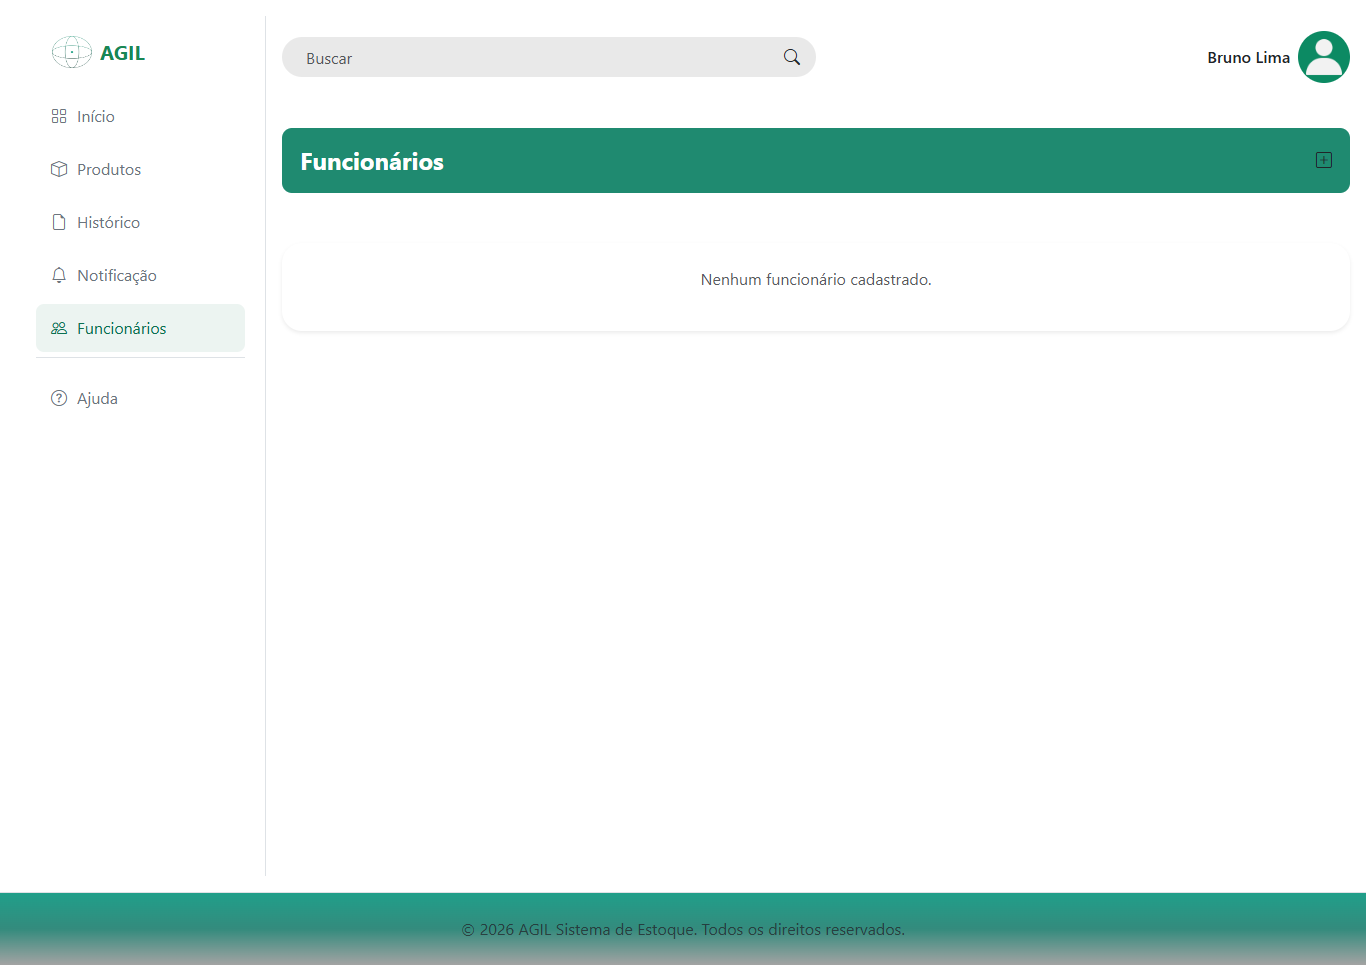 AGIL
Início
Produtos
Histórico
Notificação
Funcionários
Ajuda
Buscar
Bruno Lima
Funcionários
Nenhum funcionário cadastrado.
© 2026 AGIL Sistema de Estoque. Todos os direitos reservados.